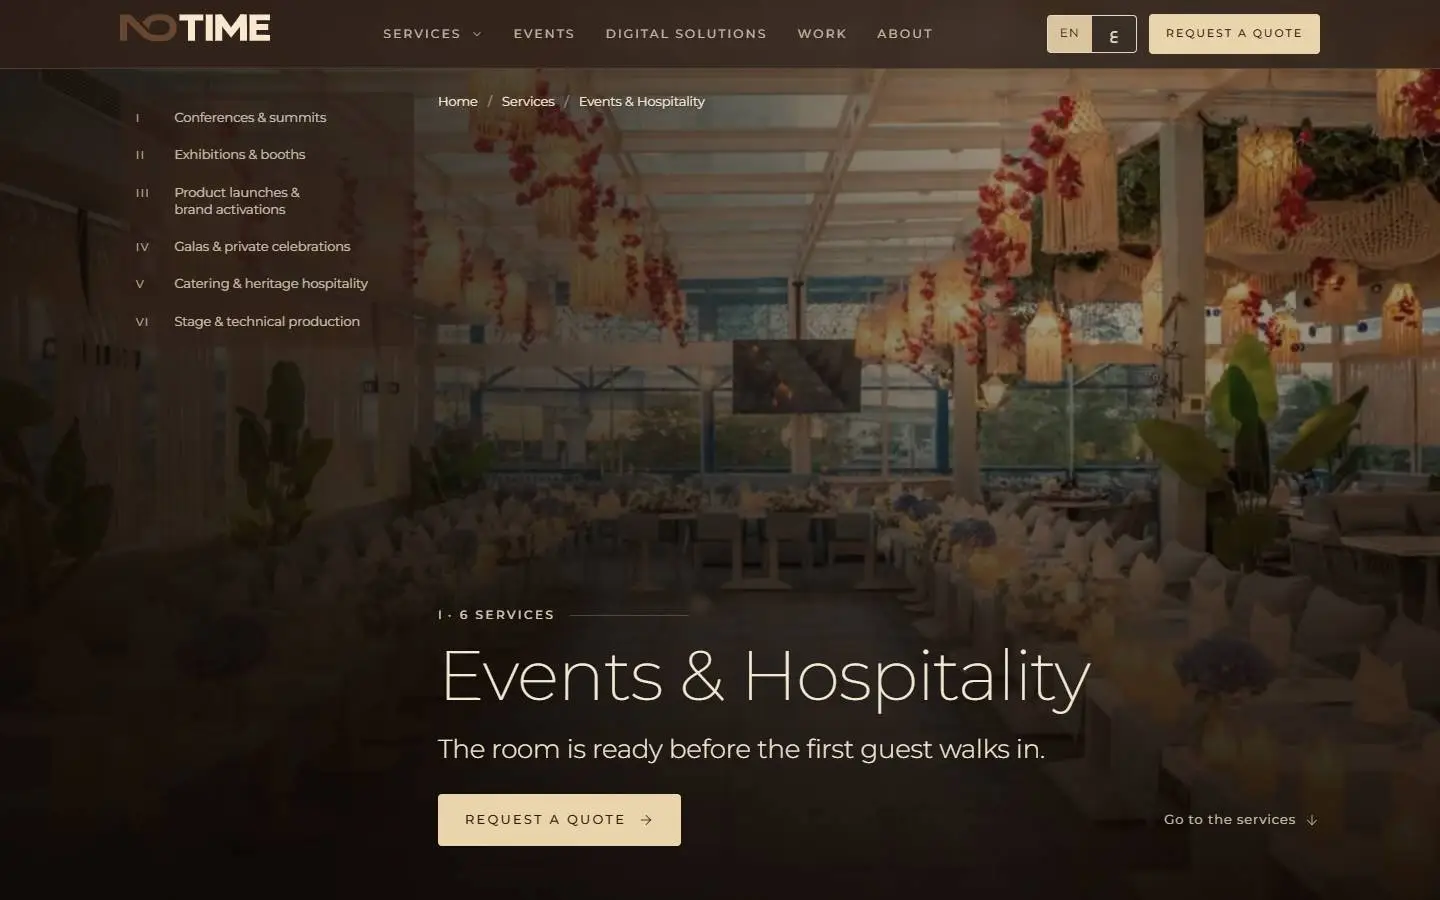 NOTIME
SERVICES
EVENTS
DIGITAL SOLUTIONS
WORK
ABOUT
EN
ع
REQUEST A QUOTE
Home / Services / Events & Hospitality
I Conferences & summits
II Exhibitions & booths
III Product launches &
brand activations
IV Galas & private celebrations
V Catering & heritage hospitality
VI Stage & technical production
I · 6 SERVICES
Events & Hospitality
The room is ready before the first guest walks in.
REQUEST A QUOTE →
Go to the services ↓